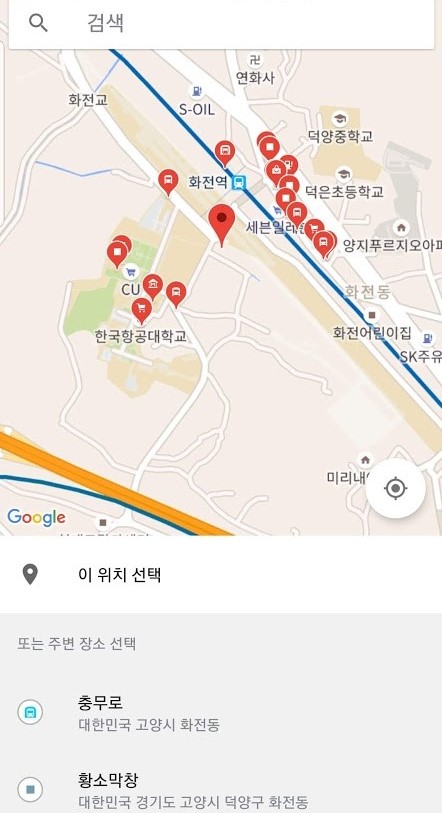 검색
연화사
화전교
S-OIL
덕양중학교
화전역
덕은초등학교
세븐일레
양지푸르지오아파
CU
화전동
한국항공대학교
화전어린이집
SK주유
미리내
Google
이 위치 선택
또는 주변 장소 선택
충무로
대한민국 고양시 화전동
황소막창
대한민국 경기도 고양시 덕양구 화전동